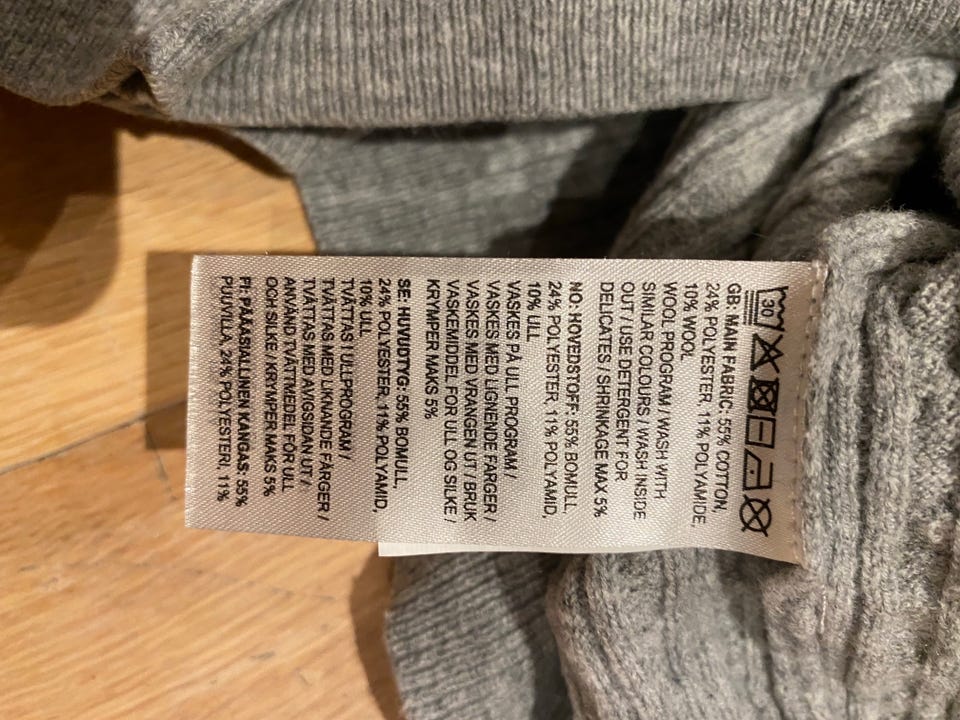 30
GB: MAIN FABRIC: 55% COTTON,
24% POLYESTER, 11% POLYAMIDE,
10% WOOL
WOOL PROGRAM / WASH WITH
SIMILAR COLOURS / WASH INSIDE
OUT / USE DETERGENT FOR
DELICATES / SHRINKAGE MAX 5%
NO: HOVEDSTOFF: 55% BOMULL,
24% POLYESTER, 11% POLYAMID,
10% ULL
VASKES PÅ ULL PROGRAM /
VASKES MED LIGNENDE FARGER /
VASKES MED VRANGEN UT / BRUK
VASKEMIDDEL FOR ULL OG SILKE /
KRYMPER MAKS 5%
SE: HUVUDTYG: 55% BOMULL,
24% POLYESTER, 11% POLYAMID,
10% ULL
TVÄTTAS I ULLPROGRAM /
TVÄTTAS MED LIKNANDE FÄRGER /
TVÄTTAS MED AVIGSIDAN UT /
ANVÄND TVÄTTMEDEL FÖR ULL
OCH SILKE / KRYMPER MAKS 5%
FI: PÄÄASIALLINEN KANGAS: 55%
PUUVILLA, 24% POLYESTERI, 11%